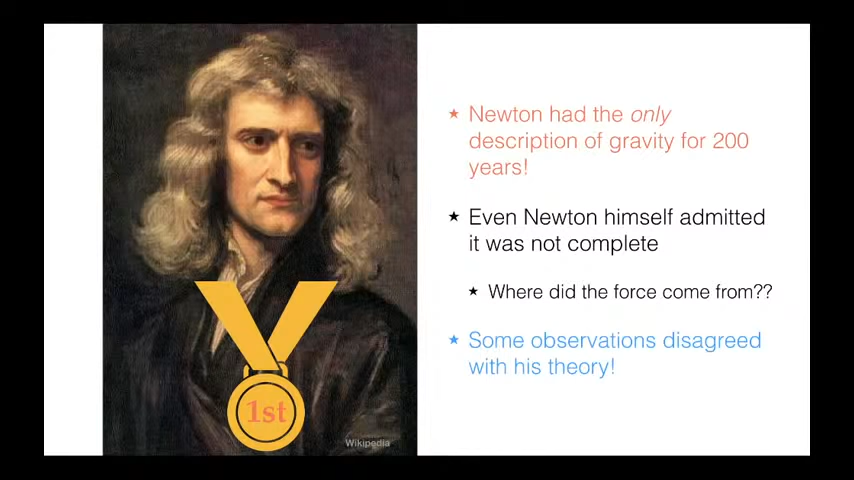 Newton had the only
description of gravity for 200
years!
Even Newton himself admitted
it was not complete
Where did the force come from??
Some observations disagreed
with his theory!
1st
Wikipedia